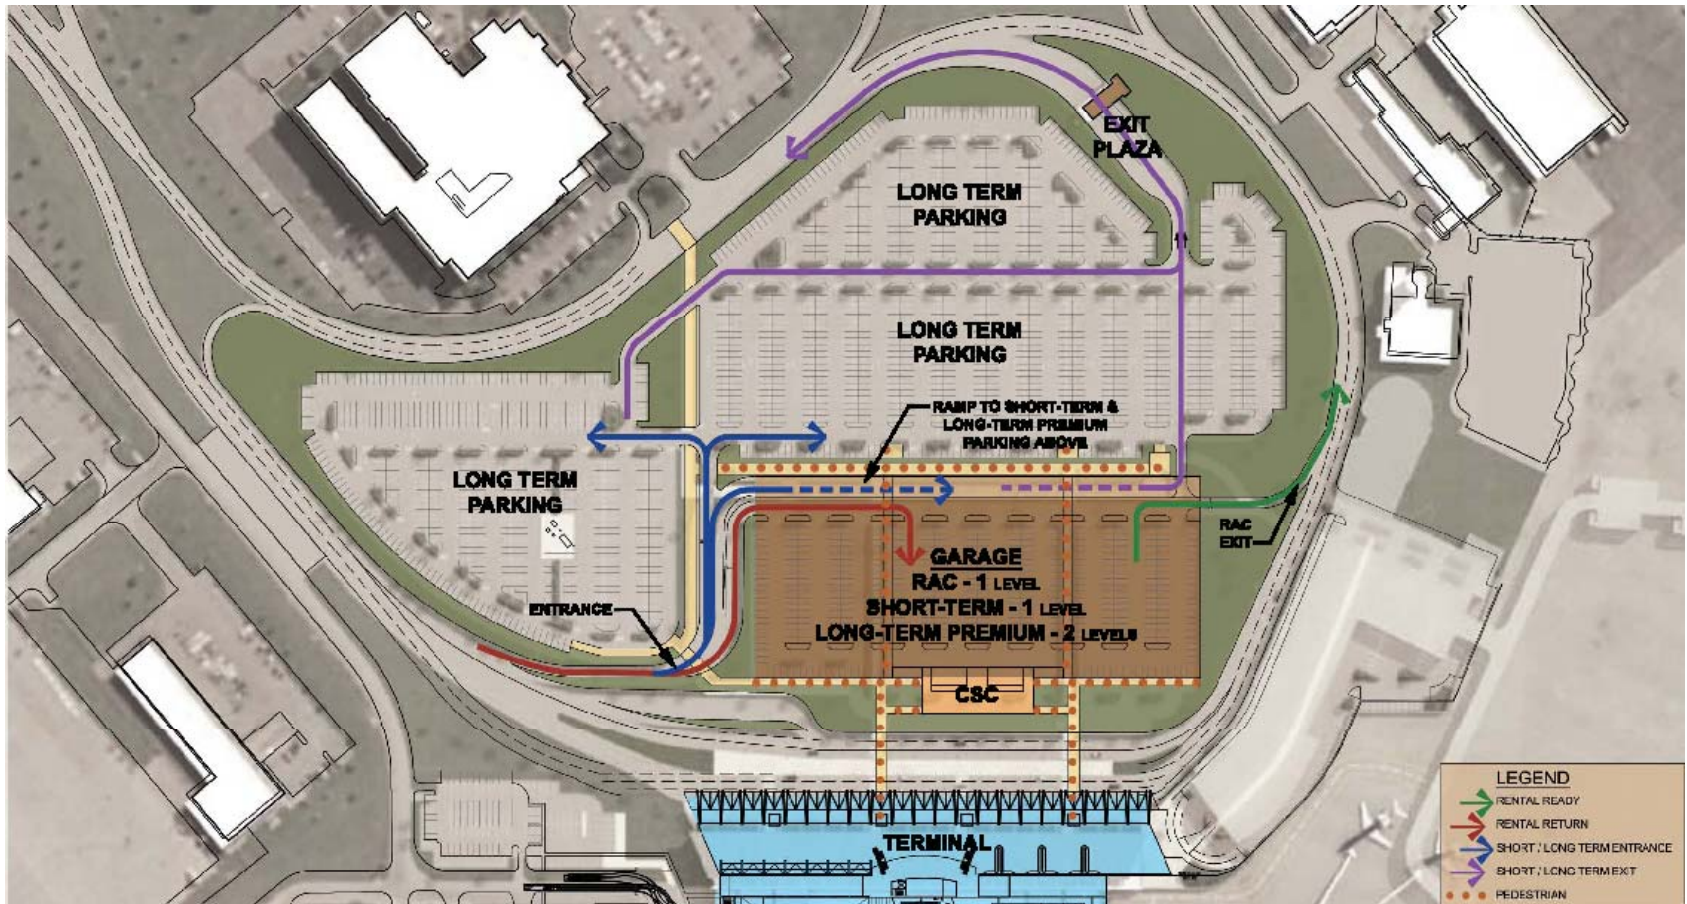 EXIT
PLAZA
LONG TERM
PARKING
LONG TERM
PARKING
RAMP TO SHORT-TERM &
LONG-TERM PREMIUM
PARKING ABOVE
LONG TERM
PARKING
RAC
EXIT
GARAGE
RAC - 1 LEVEL
SHORT-TERM - 1 LEVEL
LONG-TERM PREMIUM - 2 LEVELS
ENTRANCE
CSC
TERMINAL
LEGEND
RENTAL READY
RENTAL RETURN
SHORT / LONG TERM ENTRANCE
SHORT / LONG TERM EXIT
PEDESTRIAN